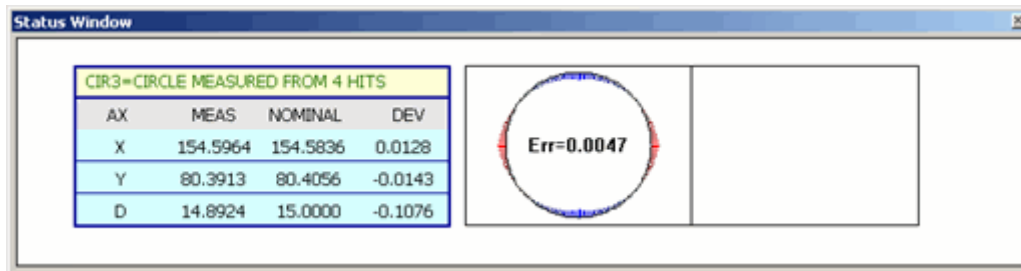 Status Window
CIR3=CIRCLE MEASURED FROM 4 HITS
AX MEAS NOMINAL DEV
X 154.5964 154.5836 0.0128
Y 80.3913 80.4056 -0.0143
D 14.8924 15.0000 -0.1076
Err=0.0047